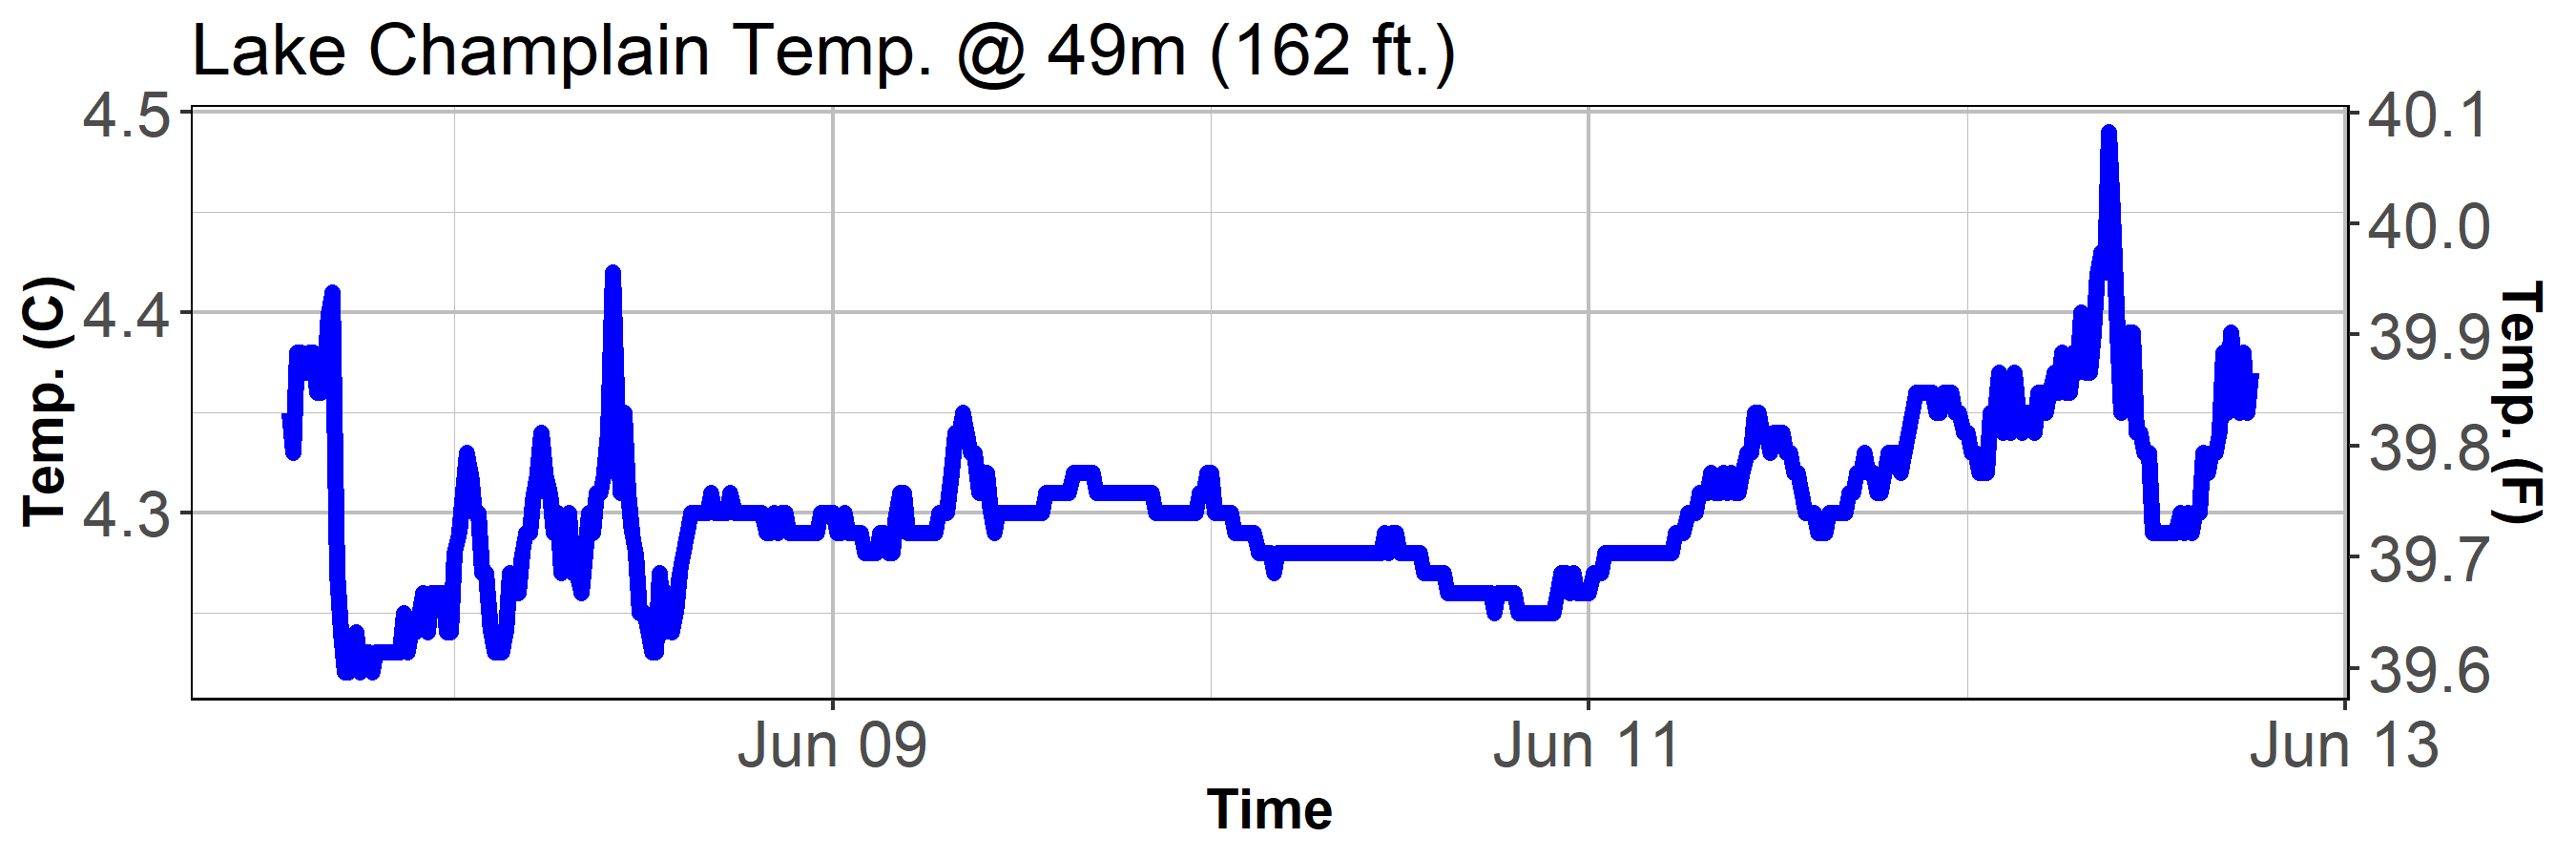 Lake Champlain Temp. @ 49m (162 ft.)
4.5
4.4
4.3
Temp. (C)
40.1
40.0
39.9
39.8
39.7
39.6
Temp. (F)
Jun 09
Jun 11
Jun 13
Time